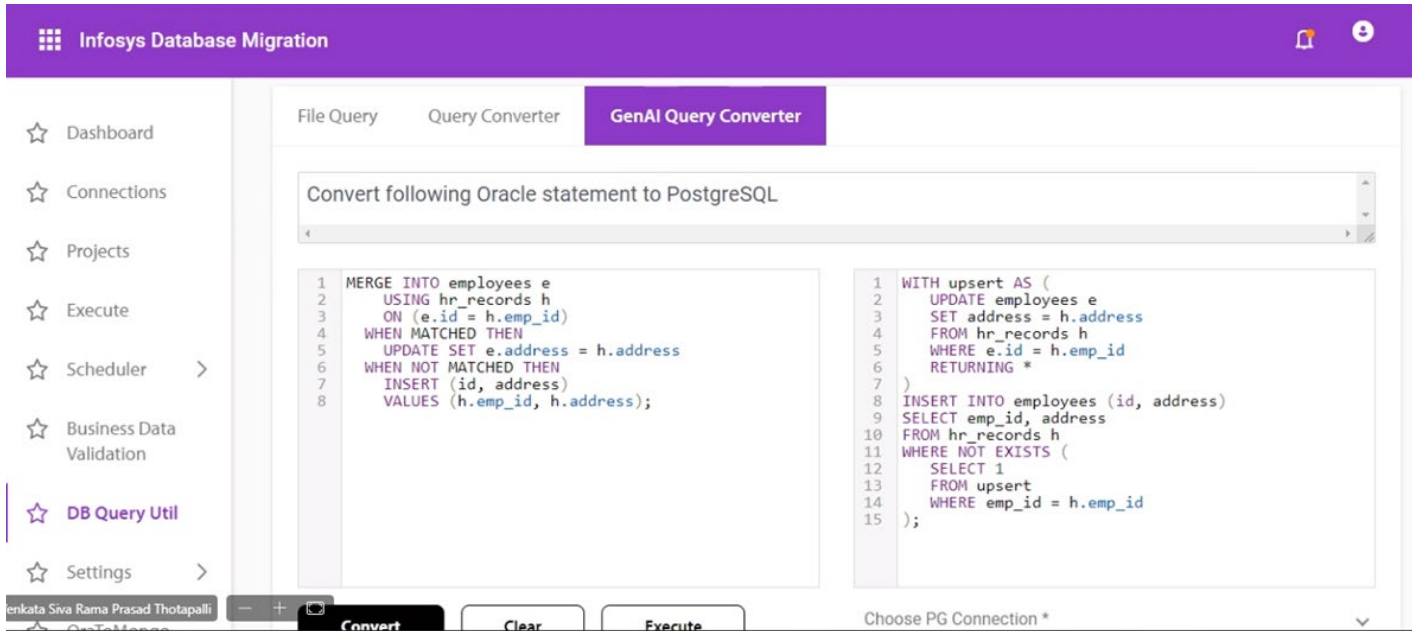 Infosys Database Migration
File Query Query Converter GenAI Query Converter
Dashboard
Connections
Projects
Execute
Scheduler
Business Data
Validation
DB Query Util
Settings
enkata Siva Rama Prasad Thotapalli
OraToMongo
Convert following Oracle statement to PostgreSQL
1 MERGE INTO employees e
2 USING hr_records h
3 ON (e.id = h.emp_id)
4 WHEN MATCHED THEN
5 UPDATE SET e.address = h.address
6 WHEN NOT MATCHED THEN
7 INSERT (id, address)
8 VALUES (h.emp_id, h.address);
1 WITH upsert AS (
2 UPDATE employees e
3 SET address = h.address
4 FROM hr_records h
5 WHERE e.id = h.emp_id
6 RETURNING *
7 )
8 INSERT INTO employees (id, address)
9 SELECT emp_id, address
10 FROM hr_records h
11 WHERE NOT EXISTS (
12 SELECT 1
13 FROM upsert
14 WHERE emp_id = h.emp_id
15 );
Convert Clear Execute
Choose PG Connection *